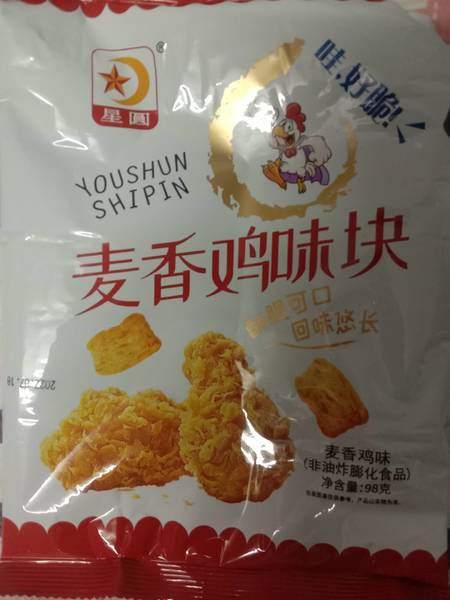 星圓
®
哇,好脆!
YOUSHUN
SHIPIN
麦香鸡味块
可口
回味悠长
麦香鸡味
(非油炸膨化食品)
净含量:98克